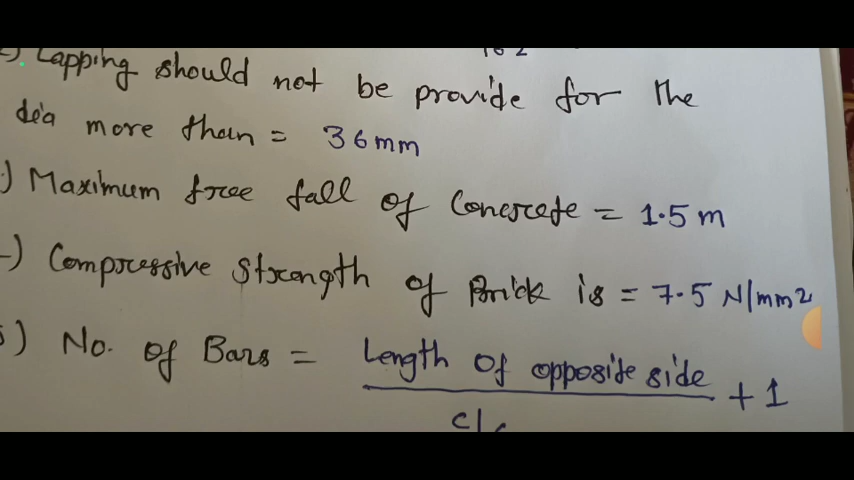 Lapping should not be provide for the
dia more than = 36mm
) Maximum free fall of Concrete = 1.5 m
-) Compressive Strength of Brick is = 7.5 N/mm2
) No. of Bars = Length of opposite side + 1
c/c